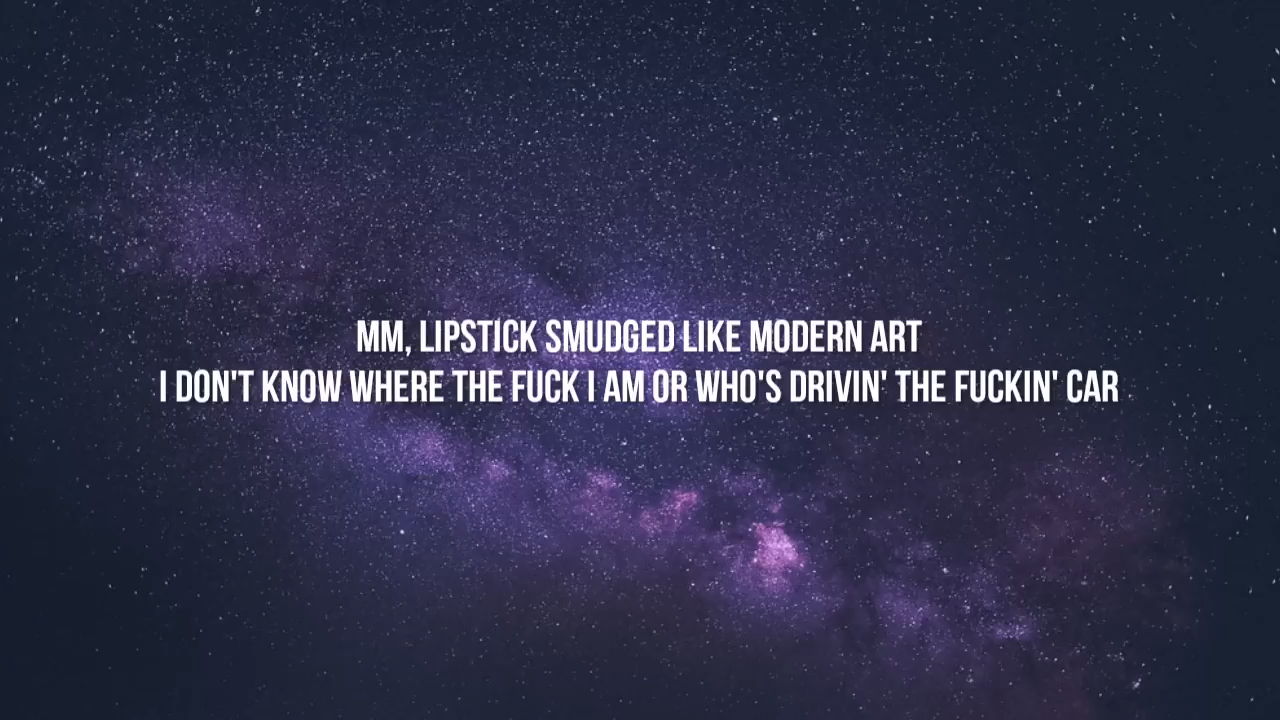 MM, LIPSTICK SMUDGED LIKE MODERN ART
I DON'T KNOW WHERE THE FUCK I AM OR WHO'S DRIVIN' THE FUCKIN' CAR